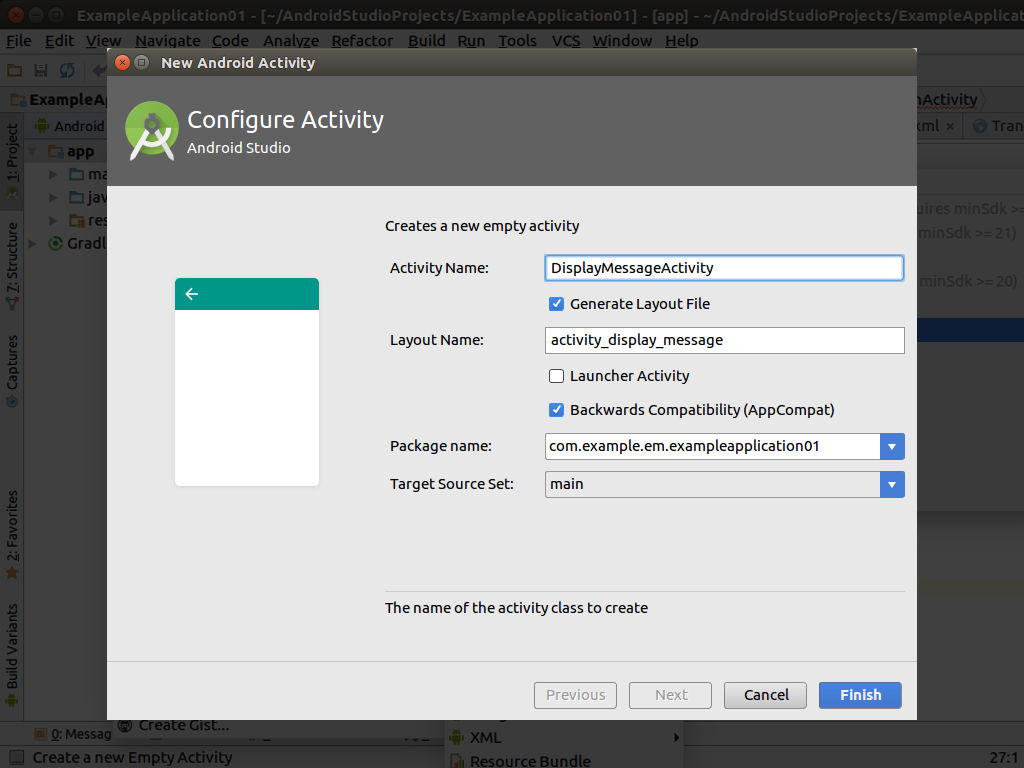 ExampleApplication01 - [~/AndroidStudioProjects/ExampleApplication01] - [app] - ~/AndroidStudioProjects/ExampleApplicat
File Edit View Navigate Code Analyze Refactor Build Run Tools VCS Window Help
New Android Activity
ExampleAp
nActivity
Configure Activity
Android Studio
Android
xml
Tran
1: Project
app
ma
jav
res
Gradl
uires minSdk >=
minSdk >= 21)
minSdk >= 20)
Z: Structure
Captures
2: Favorites
Build Variants
Creates a new empty activity
Activity Name:
DisplayMessageActivity
Generate Layout File
Layout Name:
activity_display_message
Launcher Activity
Backwards Compatibility (AppCompat)
Package name:
com.example.em.exampleapplication01
Target Source Set:
main
The name of the activity class to create
Previous
Next
Cancel
Finish
Create Gist...
0: Messag
XML
Create a new Empty Activity
Resource Bundle
27:1